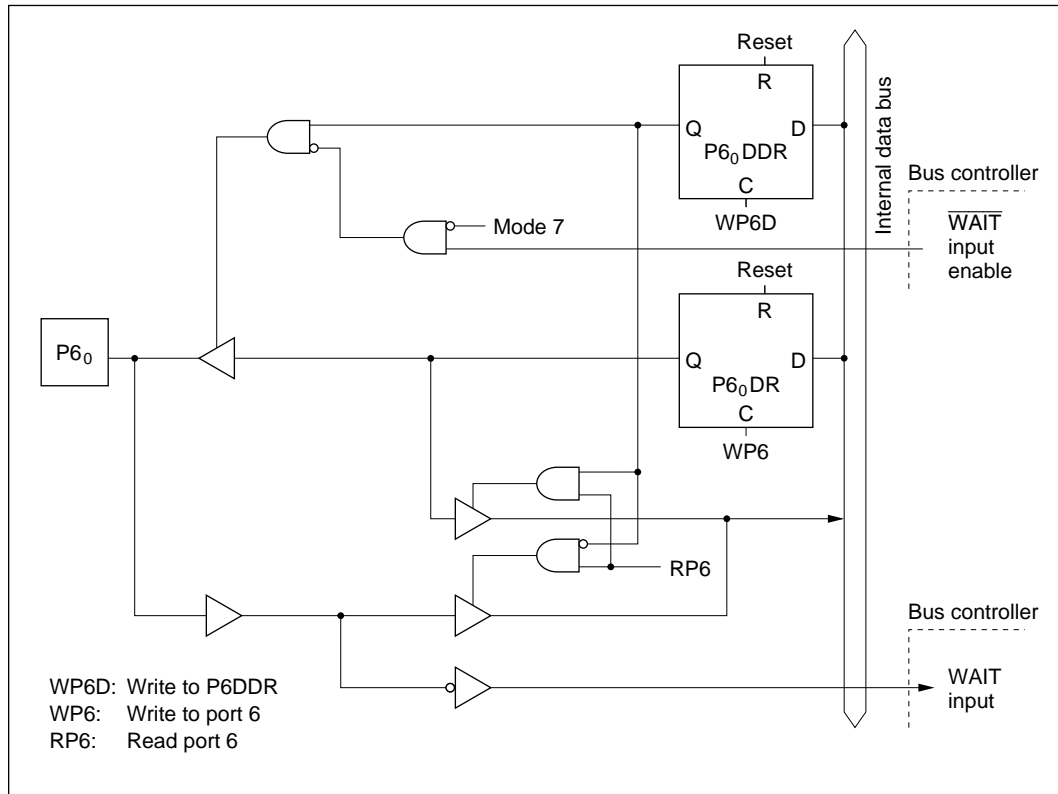 Reset
R
Q
D
P6₀DDR
C
WP6D
Internal data bus
Bus controller
W̅A̅I̅T̅
input
enable
Mode 7
Reset
R
P6₀
Q
D
P6₀DR
C
WP6
RP6
Bus controller
WAIT
input
WP6D: Write to P6DDR
WP6: Write to port 6
RP6: Read port 6